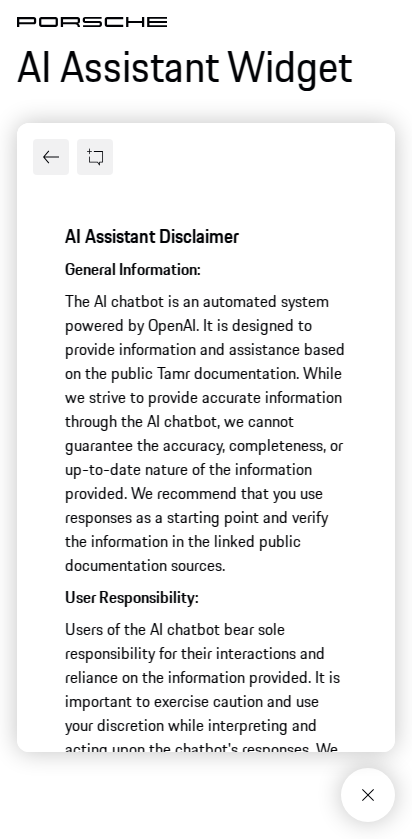 PORSCHE
AI Assistant Widget
AI Assistant Disclaimer
General Information:
The AI chatbot is an automated system
powered by OpenAI. It is designed to
provide information and assistance based
on the public Tamr documentation. While
we strive to provide accurate information
through the AI chatbot, we cannot
guarantee the accuracy, completeness, or
up-to-date nature of the information
provided. We recommend that you use
responses as a starting point and verify
the information in the linked public
documentation sources.
User Responsibility:
Users of the AI chatbot bear sole
responsibility for their interactions and
reliance on the information provided. It is
important to exercise caution and use
your discretion while interpreting and
acting upon the chatbot's responses. We